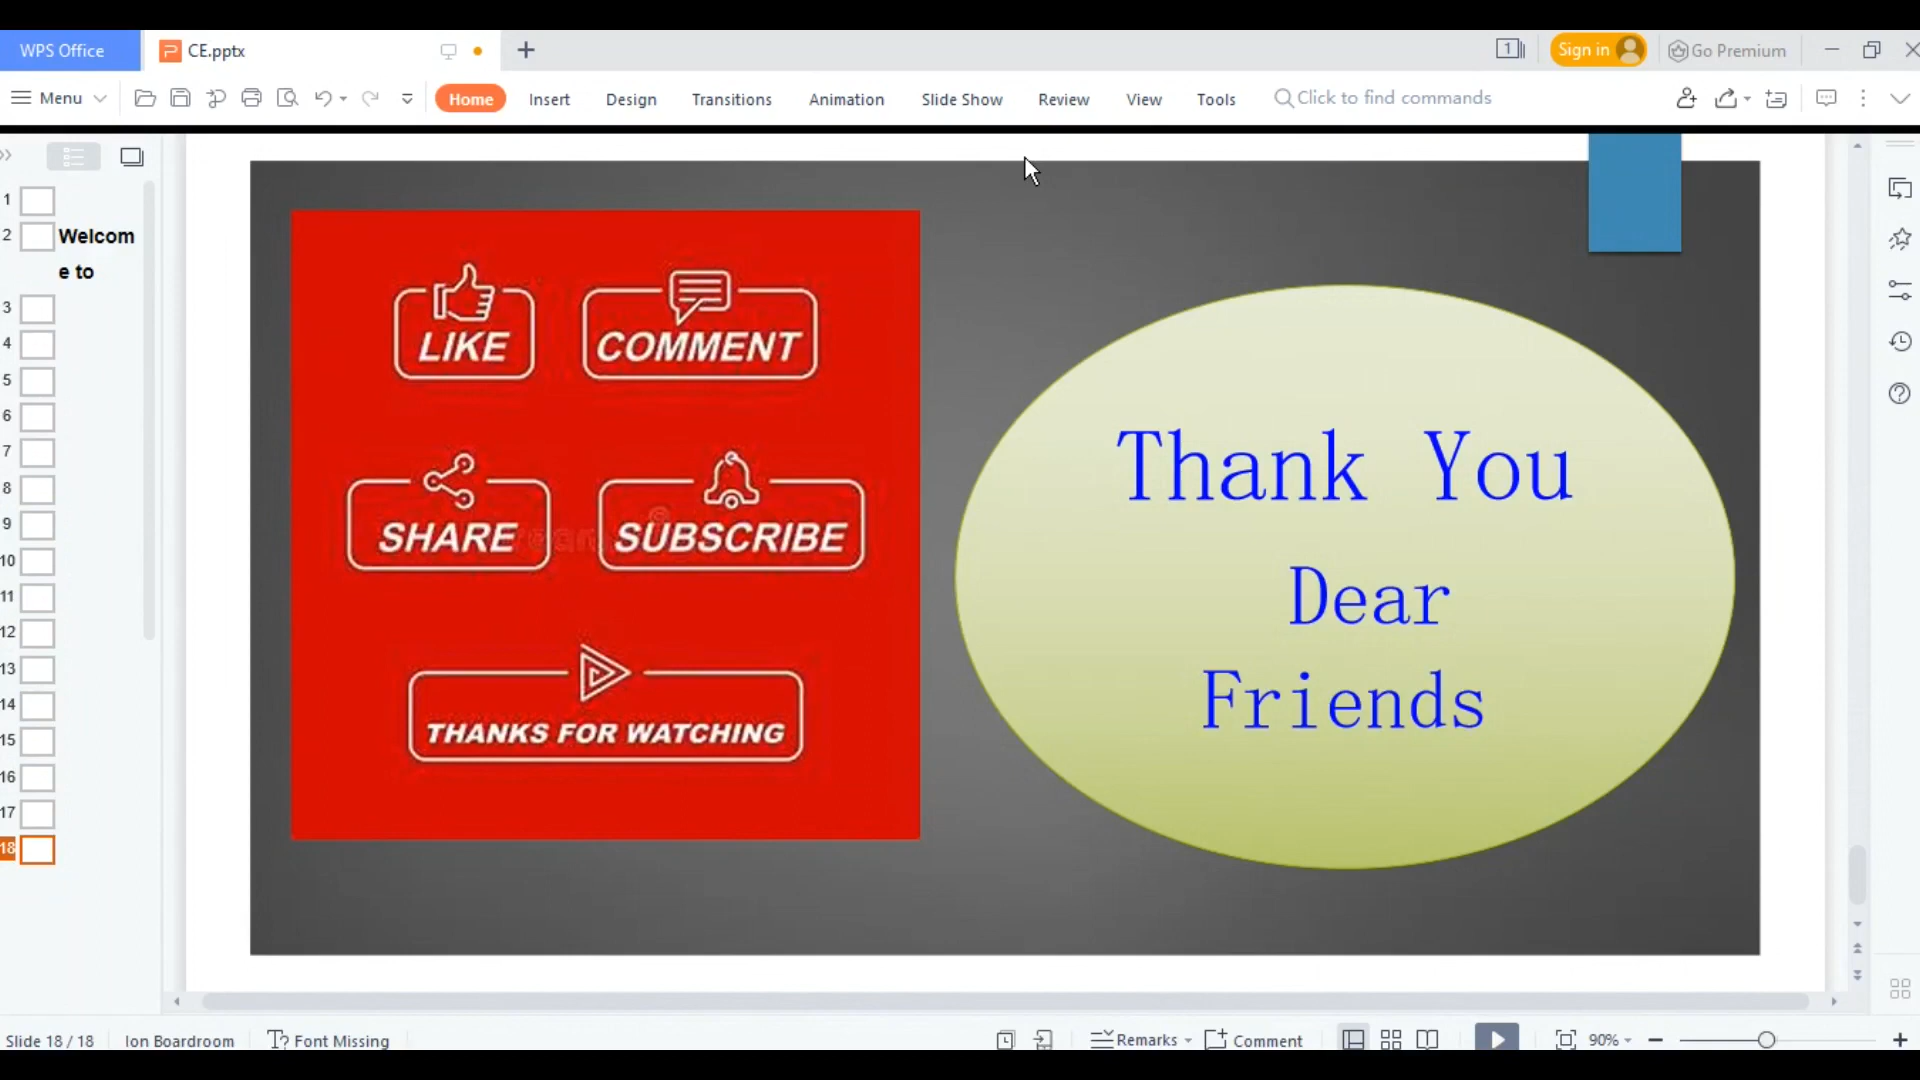 WPS Office
CE.pptx
1
Sign in
Go Premium
Menu
Home
Insert
Design
Transitions
Animation
Slide Show
Review
View
Tools
Click to find commands
1
2
Welcom
e to
3
4
5
6
7
8
9
10
11
12
13
14
15
16
17
18
LIKE
COMMENT
SHARE
SUBSCRIBE
THANKS FOR WATCHING
Thank You
Dear
Friends
Slide 18 / 18
Ion Boardroom
Font Missing
Remarks
Comment
90%